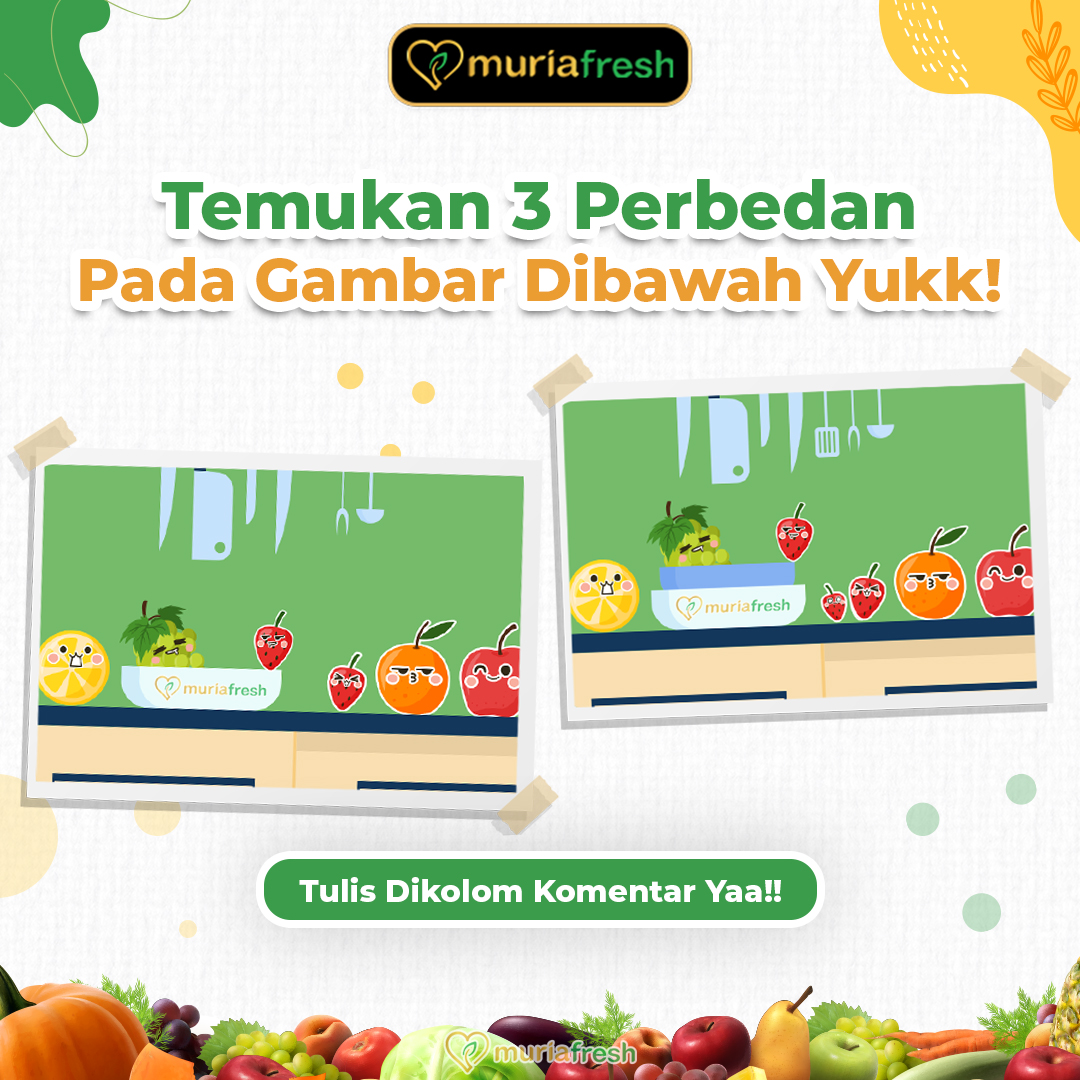 muriafresh
Temukan 3 Perbedan
Pada Gambar Dibawah Yukk!
muriafresh
muriafresh
Tulis Dikolom Komentar Yaa!!
muriafresh